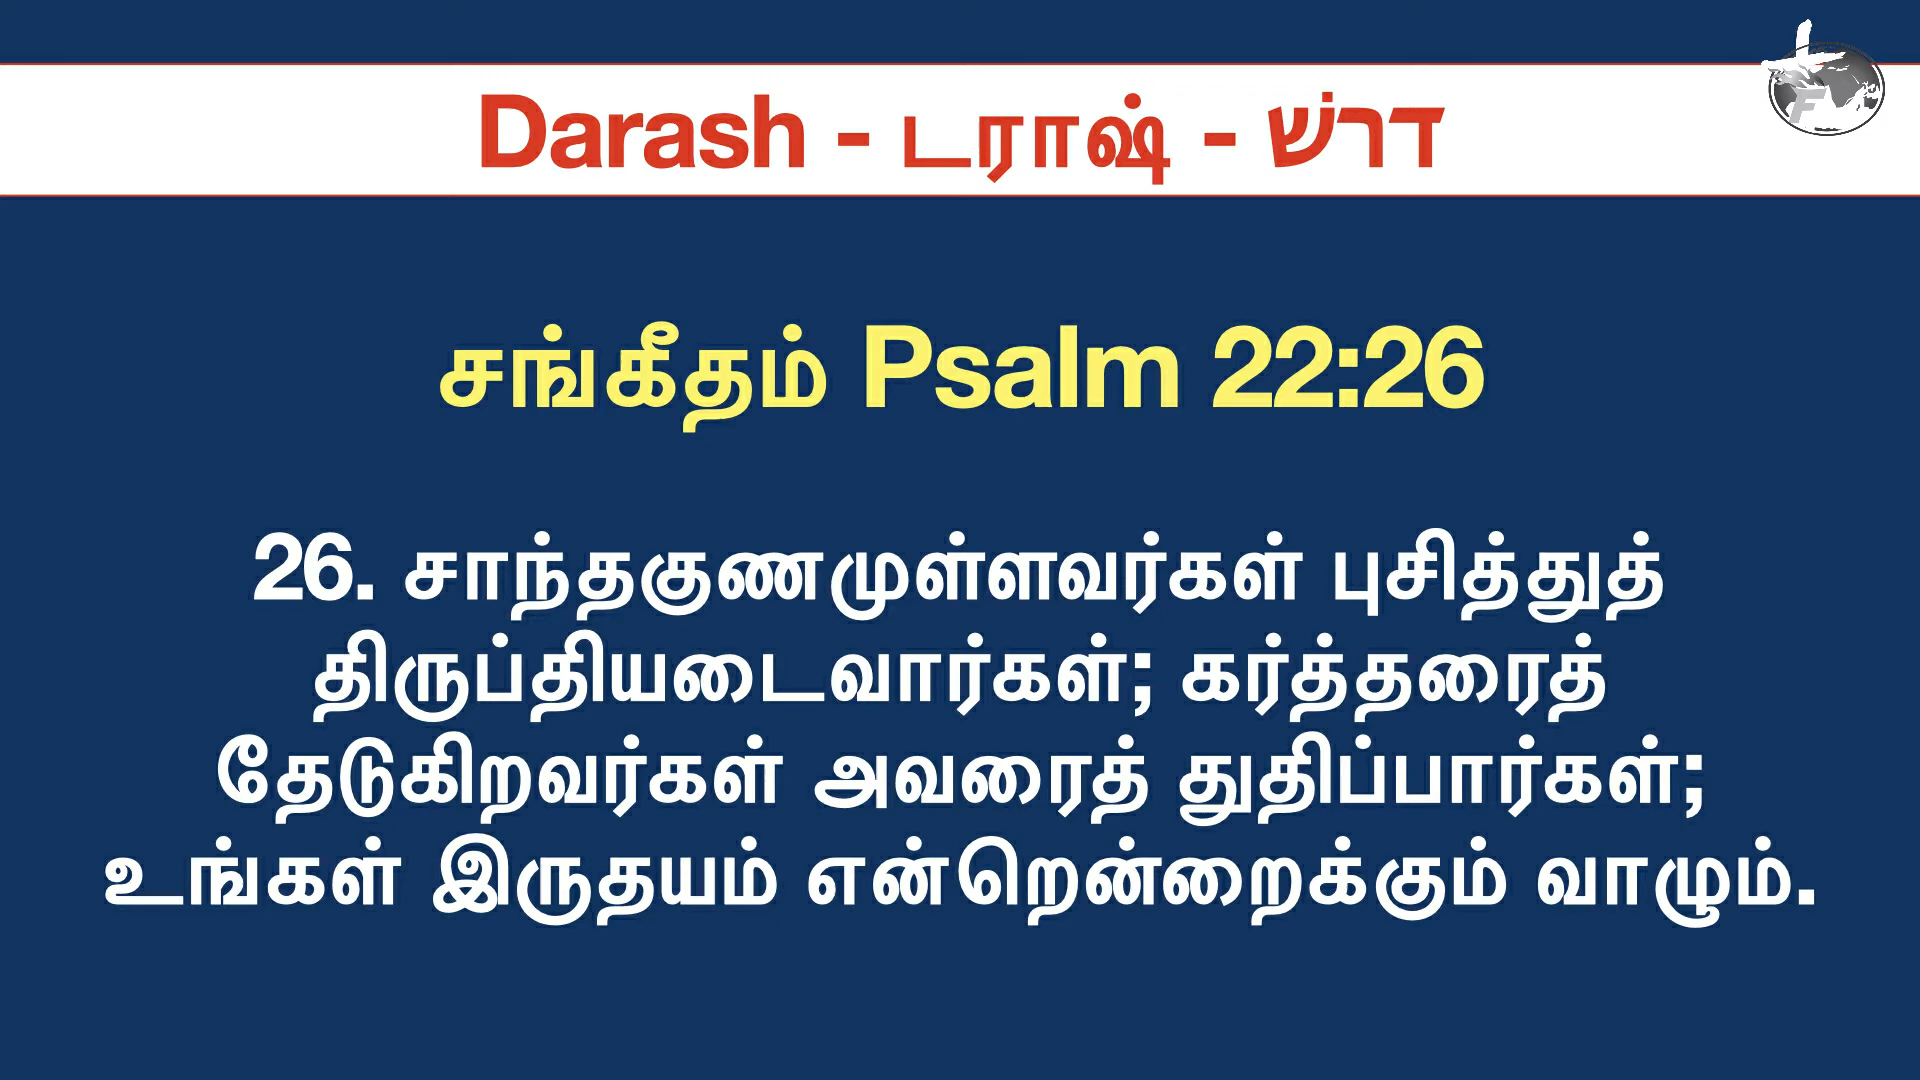 Darash - டராஷ் - דרשׁ
சங்கீதம் Psalm 22:26
26. சாந்தகுணமுள்ளவர்கள் புசித்துத்
திருப்தியடைவார்கள்; கர்த்தரைத்
தேடுகிறவர்கள் அவரைத் துதிப்பார்கள்;
உங்கள் இருதயம் என்றென்றைக்கும் வாழும்.
F